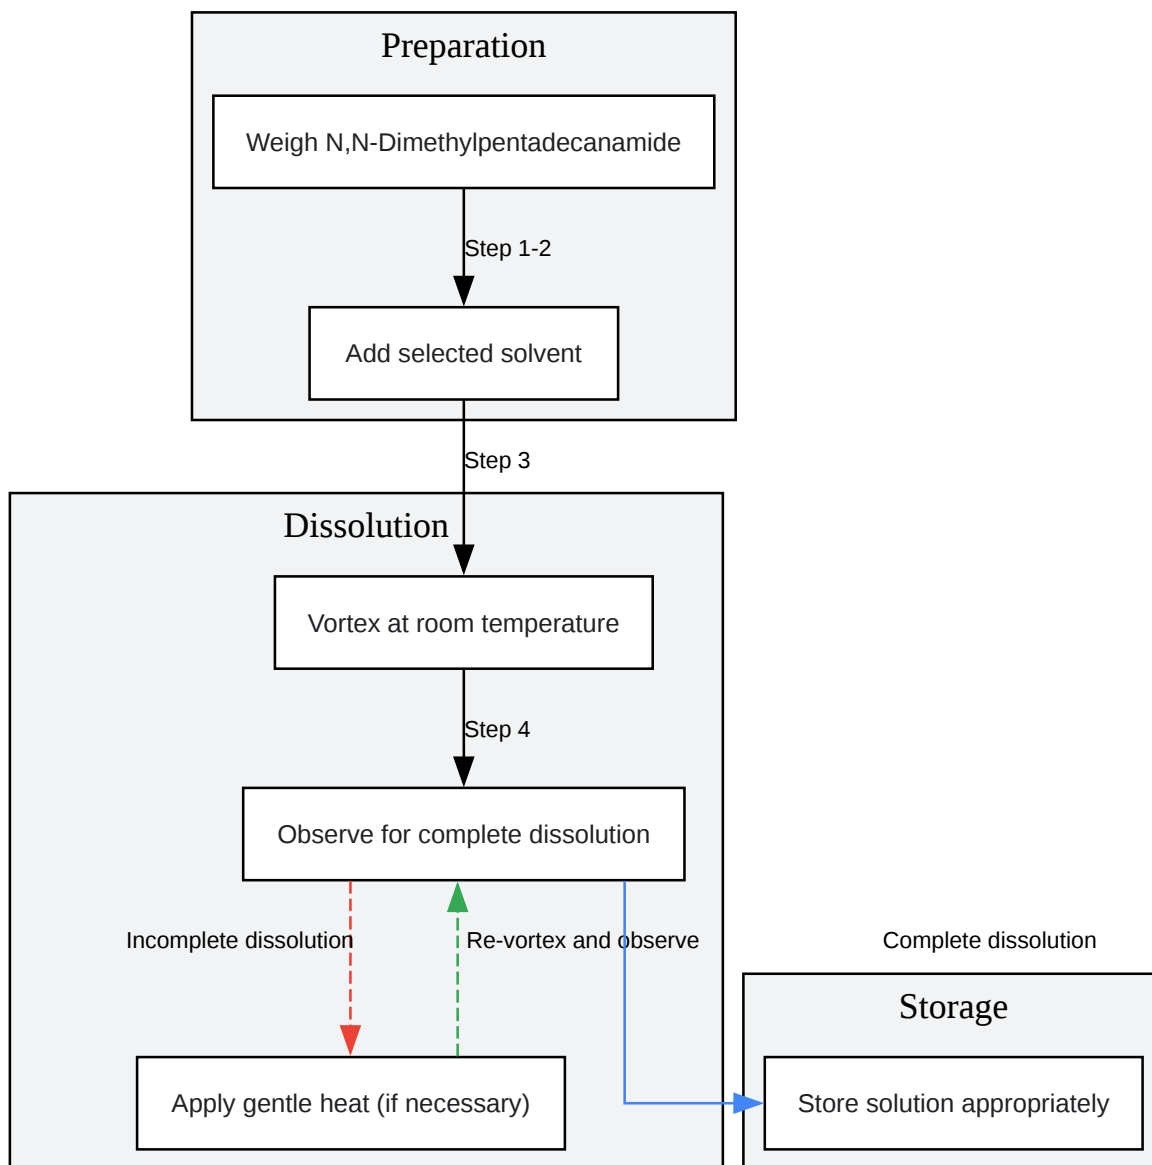 Preparation
Weigh N,N-Dimethylpentadecanamide
Step 1-2
Add selected solvent
Step 3
Dissolution
Vortex at room temperature
Step 4
Observe for complete dissolution
Incomplete dissolution
Re-vortex and observe
Complete dissolution
Storage
Apply gentle heat (if necessary)
Store solution appropriately